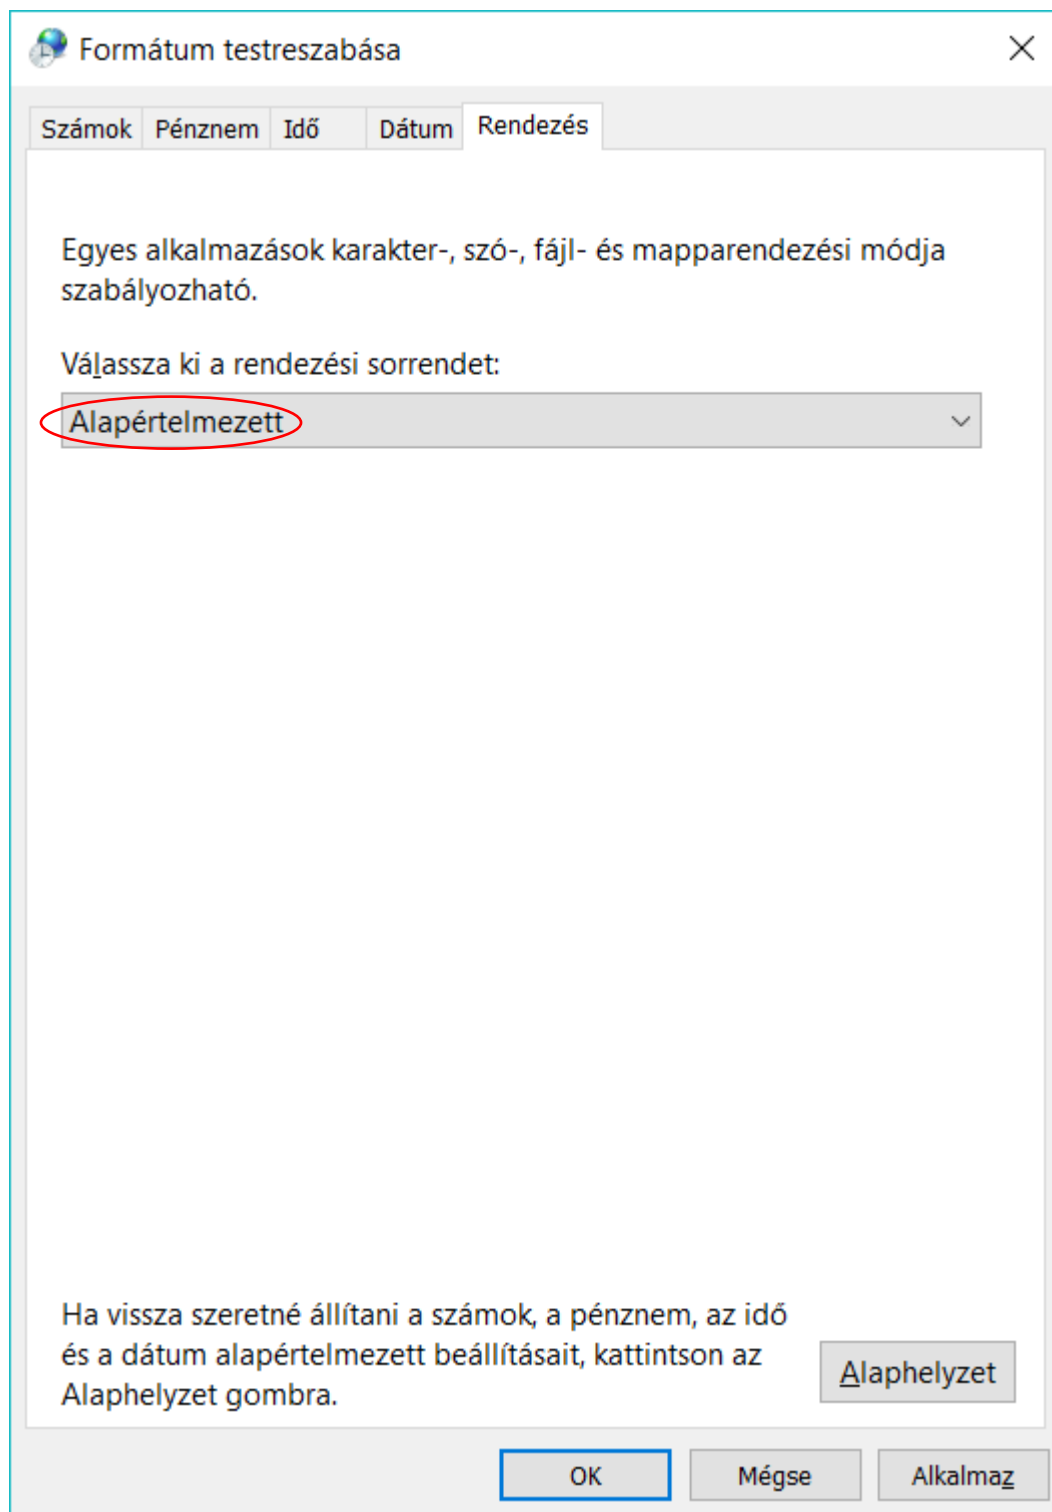 Formátum testreszabása
Számok Pénznem Idő Dátum Rendezés
Egyes alkalmazások karakter-, szó-, fájl- és mapparendezési módja
szabályozható.
Válassza ki a rendezési sorrendet:
Alapértelmezett
Ha vissza szeretné állítani a számok, a pénznem, az idő
és a dátum alapértelmezett beállításait, kattintson az
Alaphelyzet gombra.
Alaphelyzet
OK Mégse Alkalmaz